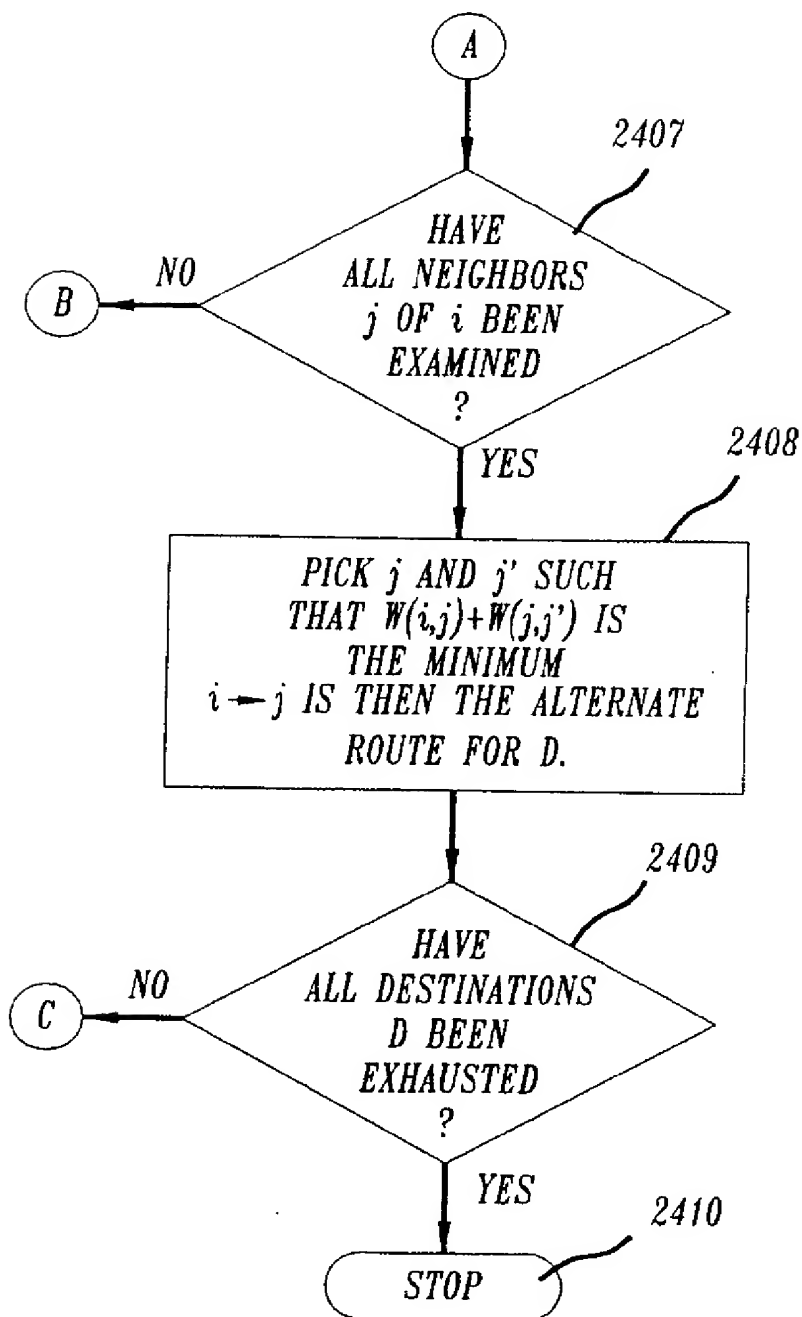 A
2407
HAVE
ALL NEIGHBORS
j OF i BEEN
EXAMINED
?
NO
B
YES
2408
PICK j AND j' SUCH
THAT W(i,j)+W(j,j') IS
THE MINIMUM
i → j IS THEN THE ALTERNATE
ROUTE FOR D.
2409
HAVE
ALL DESTINATIONS
D BEEN
EXHAUSTED
?
NO
C
YES
2410
STOP